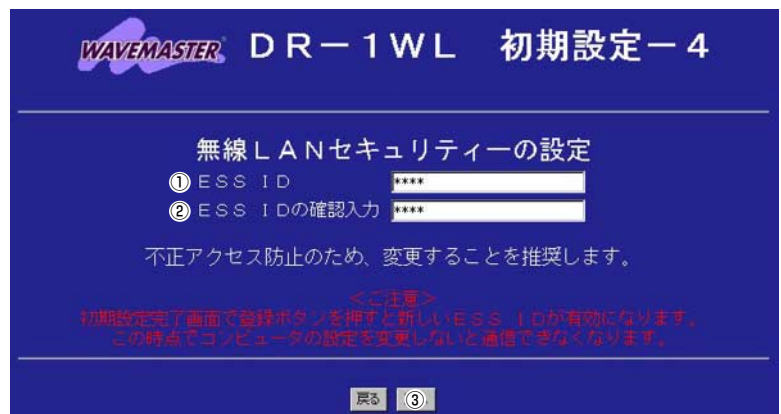 WAVEMASTER ＤＲ－１ＷＬ　初期設定－４
無線ＬＡＮセキュリティーの設定
① ＥＳＳ ＩＤ ****
② ＥＳＳ ＩＤの確認入力 ****
不正アクセス防止のため、変更することを推奨します。
＜ご注意＞
初期設定完了画面で登録ボタンを押すと新しいＥＳＳ ＩＤが有効になります。
この時点でコンピュータの設定を変更しないと通信できなくなります。
戻る ③